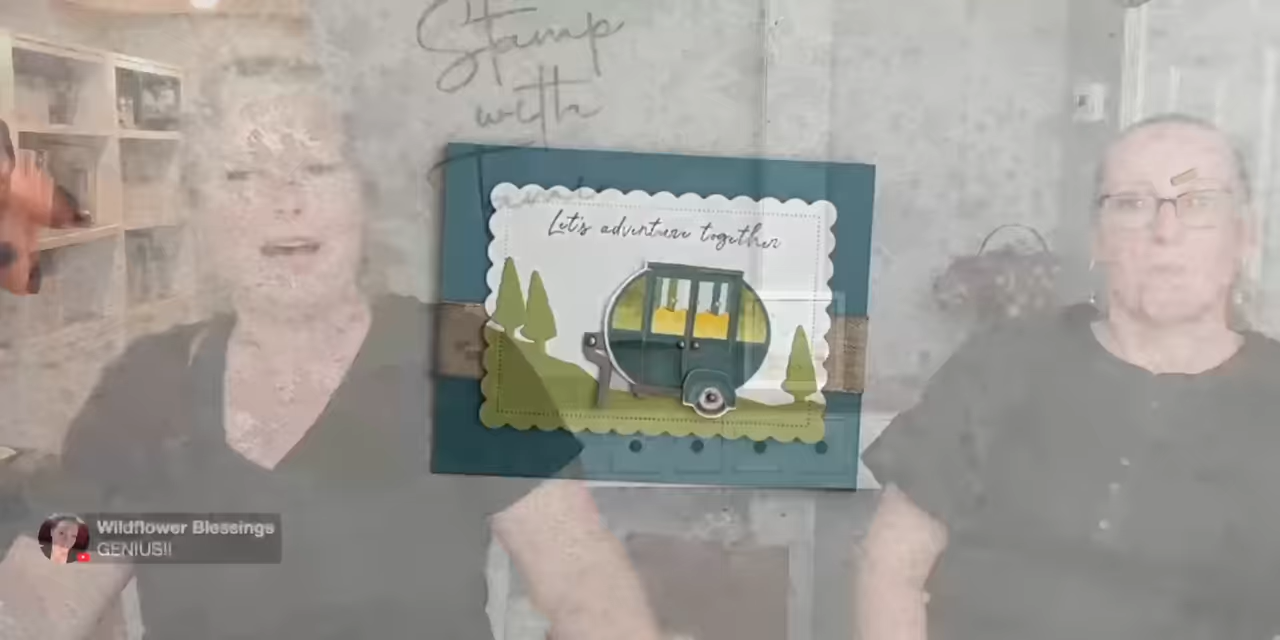 Stamp
with
Let's adventure together
Wildflower Blessings
GENIUS!!